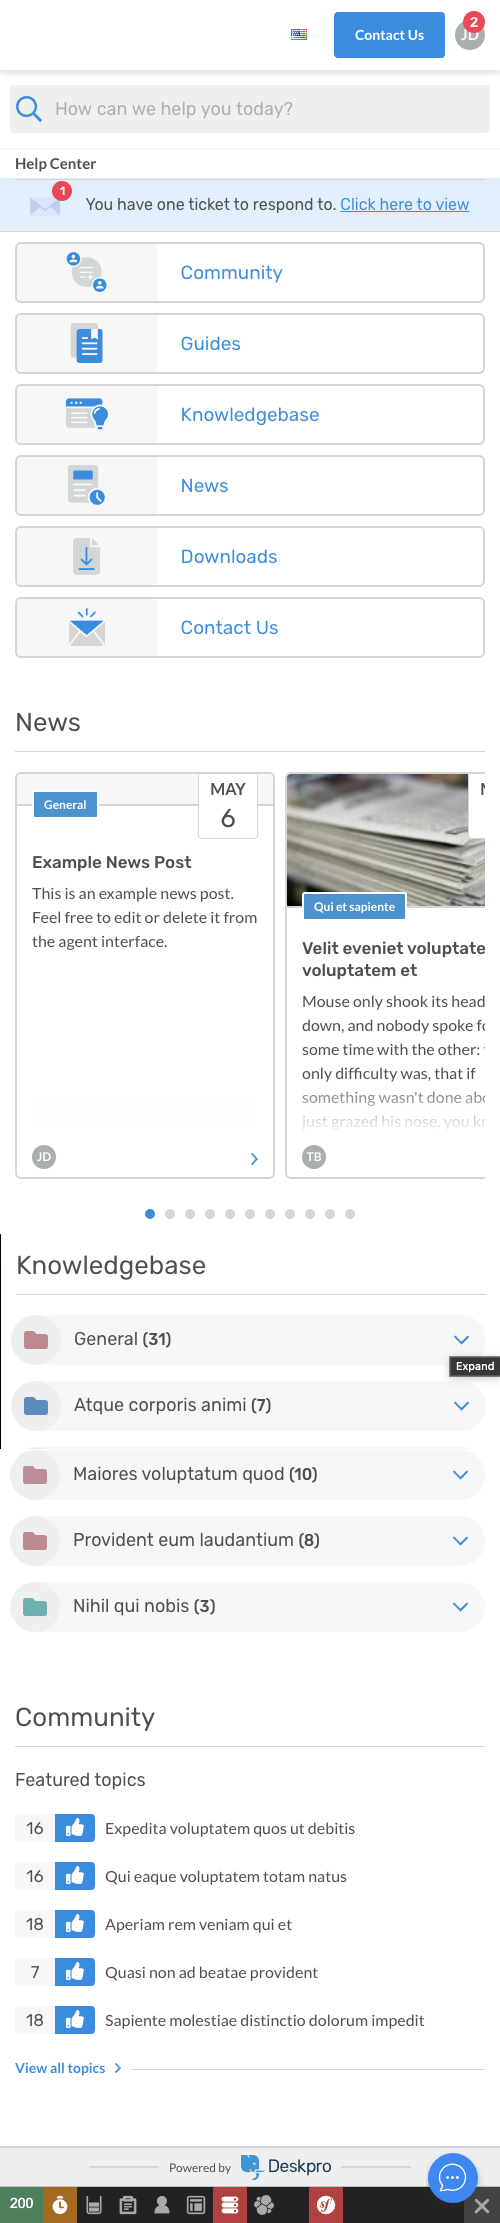 Contact Us
JD
2
How can we help you today?
Help Center
1
You have one ticket to respond to. Click here to view
Community
Guides
Knowledgebase
News
Downloads
Contact Us
News
General
MAY
6
Example News Post
This is an example news post.
Feel free to edit or delete it from
the agent interface.
JD
Qui et sapiente
Velit eveniet voluptate
voluptatem et
Mouse only shook its head
down, and nobody spoke
some time with the other:
only difficulty was, that if
something wasn't done
just grazed his nose, you
TB
Knowledgebase
General (31)
Expand
Atque corporis animi (7)
Maiores voluptatum quod (10)
Provident eum laudantium (8)
Nihil qui nobis (3)
Community
Featured topics
16 Expedita voluptatem quos ut debitis
16 Qui eaque voluptatem totam natus
18 Aperiam rem veniam qui et
7 Quasi non ad beatae provident
18 Sapiente molestiae distinctio dolorum impedit
View all topics
Powered by Deskpro
200
sf